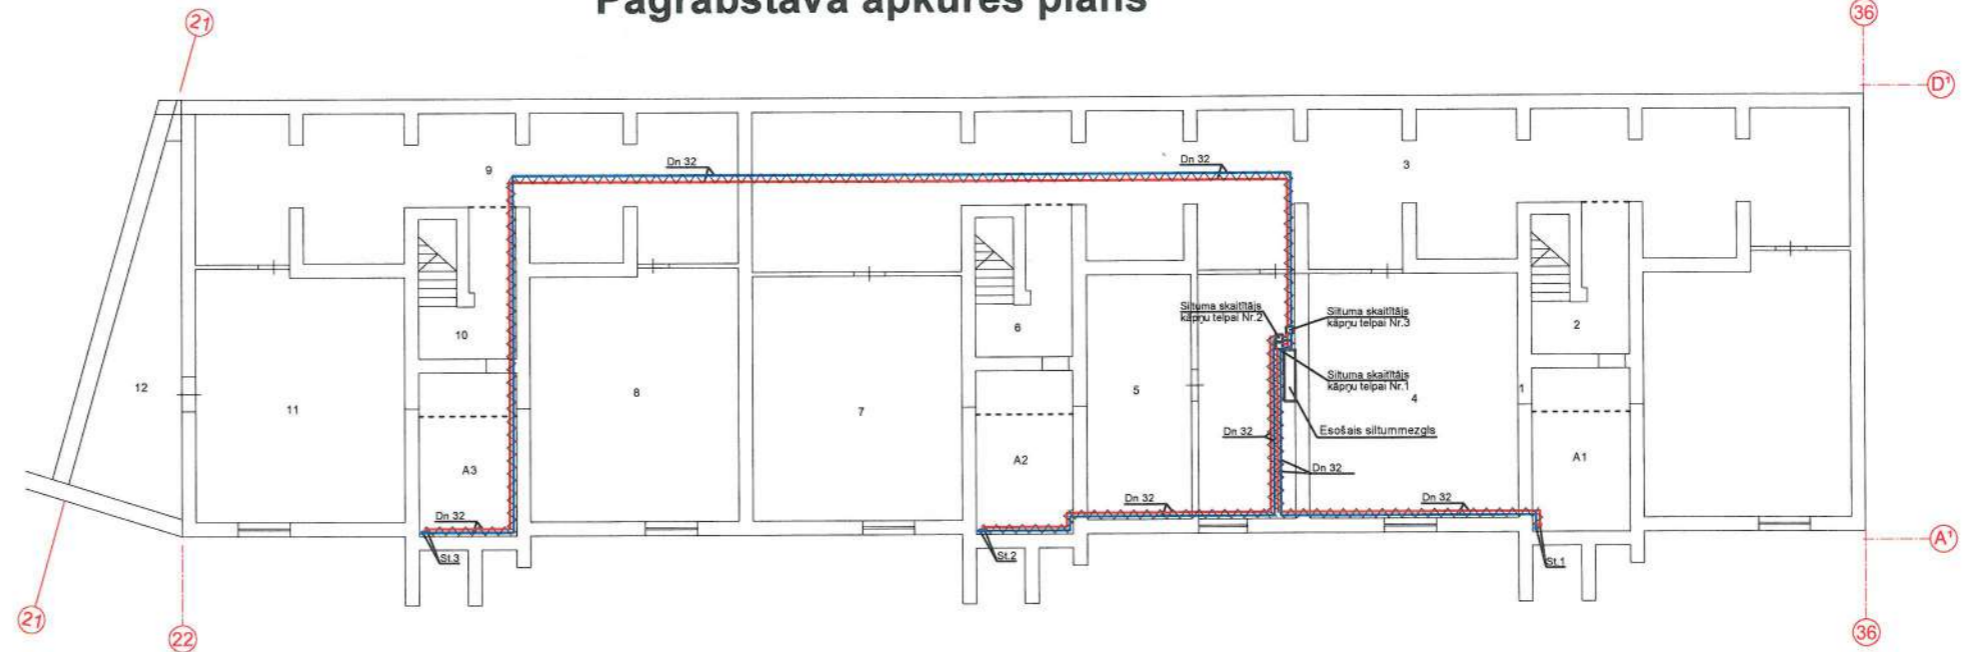 Pagrabstāva apkures plāns
21
36
D¹
Dn 32
Dn 32
3
9
Siltuma skaitītājs
kāpņu telpai Nr.2
Siltuma skaitītājs
kāpņu telpai Nr.3
10
6
2
Siltuma skaitītājs
kāpņu telpai Nr.1
12
11
8
7
5
4
1
Esošais siltummezgls
Dn 32
Dn 32
A3
A2
A1
Dn 32
Dn 32
Dn 32
St.3
St.2
St.1
A¹
21
22
36